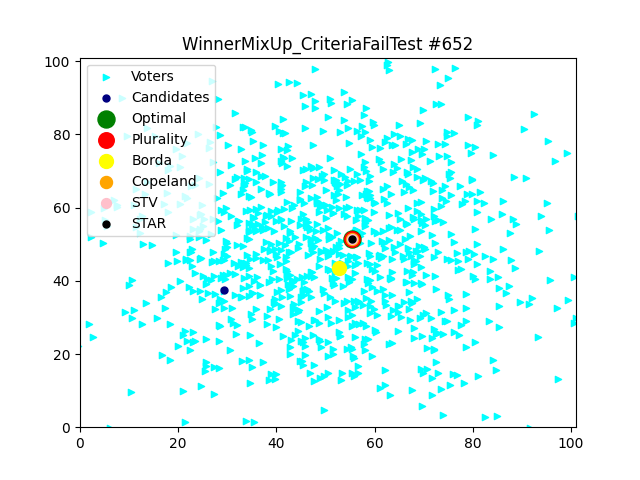 WinnerMixUp_CriteriaFailTest #652
Voters
Candidates
Optimal
Plurality
Borda
Copeland
STV
STAR
100
80
60
40
20
0
0 20 40 60 80 100